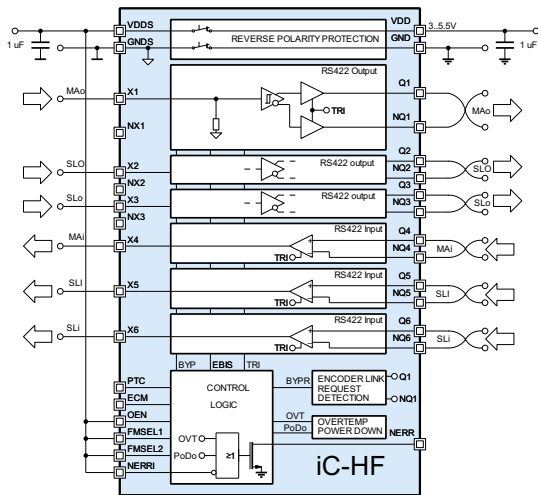 VDDS
VDD
3..5.5V
1 uF
GNDS
REVERSE POLARITY PROTECTION
GND
1 uF
RS422 Output
MAo
X1
Q1
TRI
MAo
NX1
NQ1
Q2
SLO
X2
RS422 output
NQ2
SLO
NX2
Q3
SLo
X3
RS422 output
NQ3
SLo
NX3
MAi
X4
RS422 Input
Q4
TRI
NQ4
MAi
SLI
X5
RS422 Input
Q5
TRI
NQ5
SLI
SLi
X6
RS422 Input
Q6
TRI
NQ6
SLi
BYP
EBIS
TRI
PTC
CONTROL
LOGIC
BYPR
ENCODER LINK
REQUEST
DETECTION
Q1
NQ1
ECM
OEN
OVT
PoDo
OVERTEMP
POWER DOWN
NERR
FMSEL1
OVT
FMSEL2
PoDo
≥1
NERRI
iC-HF